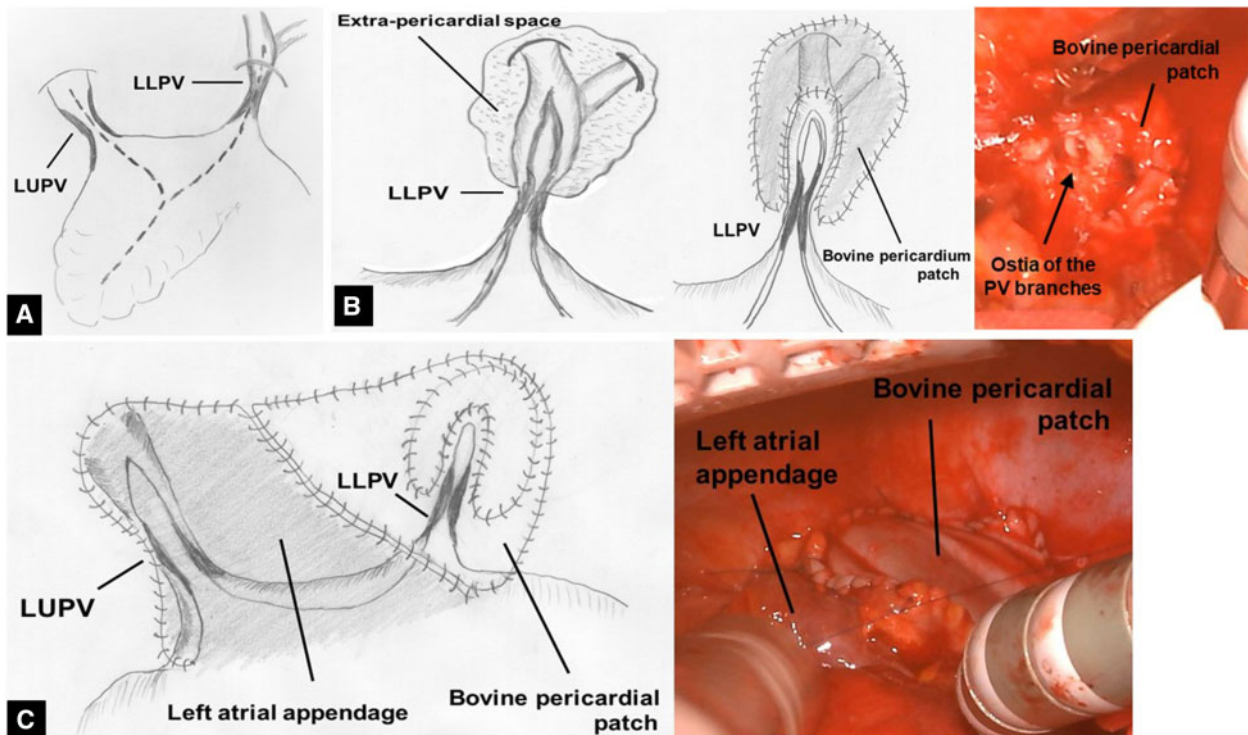 LLPV
LUPV
A
Extra-pericardial space
LLPV
B
LLPV
Bovine pericardium
patch
Bovine pericardial
patch
Ostia of the
PV branches
LLPV
LUPV
Left atrial appendage
Bovine pericardial
patch
C
Bovine pericardial
patch
Left atrial
appendage